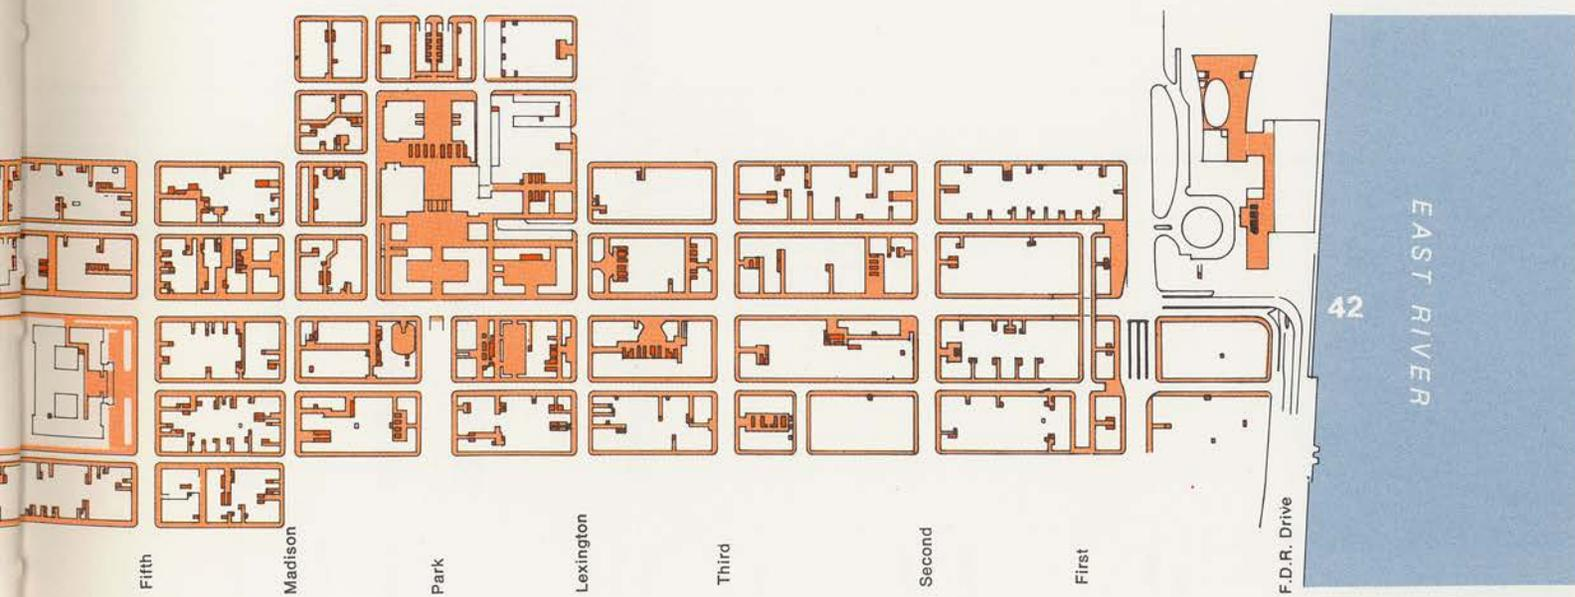 EAST RIVER
42
Fifth
Madison
Park
Lexington
Third
Second
First
F.D.R. Drive